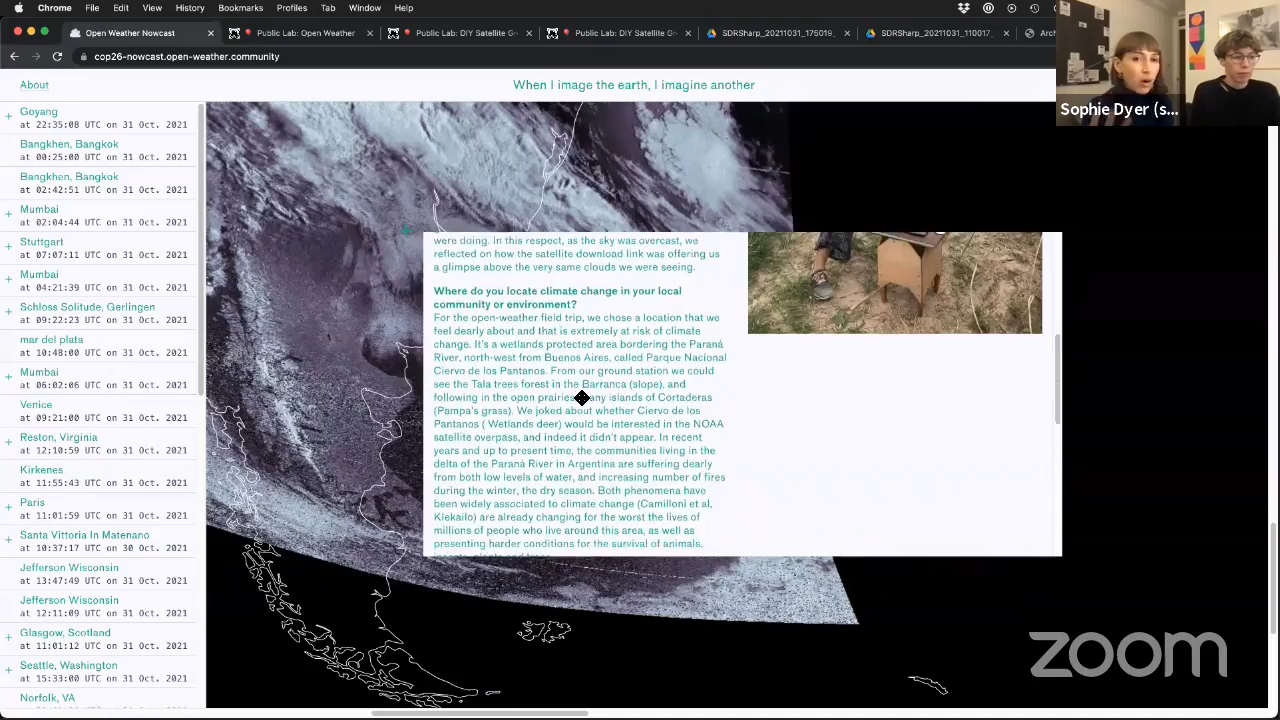 Chrome
File
Edit
View
History
Bookmarks
Profiles
Tab
Window
Help
Open Weather Nowcast
Public Lab: Open Weather
Public Lab: DIY Satellite Gr
Public Lab: DIY Satellite Gr
SDRSharp_20211031_175019_
SDRSharp_20211031_110017_
Arch
cop26-nowcast.open-weather.community
About
When I image the earth, I imagine another
Sophie Dyer (s...
Goyang
at 22:35:08 UTC on 31 Oct. 2021
Bangkhen, Bangkok
at 00:25:00 UTC on 31 Oct. 2021
Bangkhen, Bangkok
at 02:42:51 UTC on 31 Oct. 2021
Mumbai
at 02:04:44 UTC on 31 Oct. 2021
Stuttgart
at 07:07:11 UTC on 31 Oct. 2021
Mumbai
at 04:21:39 UTC on 31 Oct. 2021
Schloss Solitude, Gerlingen
at 09:22:23 UTC on 31 Oct. 2021
mar del plata
at 10:48:00 UTC on 31 Oct. 2021
Mumbai
at 06:02:06 UTC on 31 Oct. 2021
Venice
at 09:21:00 UTC on 31 Oct. 2021
Reston, Virginia
at 12:10:59 UTC on 31 Oct. 2021
Kirkenes
at 11:55:43 UTC on 31 Oct. 2021
Paris
at 11:01:59 UTC on 31 Oct. 2021
Santa Vittoria In Matenano
at 10:37:17 UTC on 30 Oct. 2021
Jefferson Wisconsin
at 13:47:49 UTC on 31 Oct. 2021
Jefferson Wisconsin
at 12:11:09 UTC on 31 Oct. 2021
Glasgow, Scotland
at 11:01:12 UTC on 31 Oct. 2021
Seattle, Washington
at 15:33:00 UTC on 31 Oct. 2021
Norfolk, VA
were doing. In this respect, as the sky was overcast, we
reflected on how the satellite download link was offering us
a glimpse above the very same clouds we were seeing.
Where do you locate climate change in your local
community or environment?
For the open-weather field trip, we chose a location that we
feel dearly about and that is extremely at risk of climate
change. It's a wetlands protected area bordering the Paraná
River, north-west from Buenos Aires, called Parque Nacional
Ciervo de los Pantanos. From our ground station we could
see the Tala trees forest in the Barranca (slope), and
following in the open prairies any islands of Cortaderas
(Pampa's grass). We joked about whether Ciervo de los
Pantanos ( Wetlands deer) would be interested in the NOAA
satellite overpass, and indeed it didn't appear. In recent
years and up to present time, the communities living in the
delta of the Paraná River in Argentina are suffering dearly
from both low levels of water, and increasing number of fires
during the winter, the dry season. Both phenomena have
been widely associated to climate change (Camilloni et al,
Klekailo) are already changing for the worst the lives of
millions of people who live around this area, as well as
presenting harder conditions for the survival of animals,
insects, plants and trees.
zoom